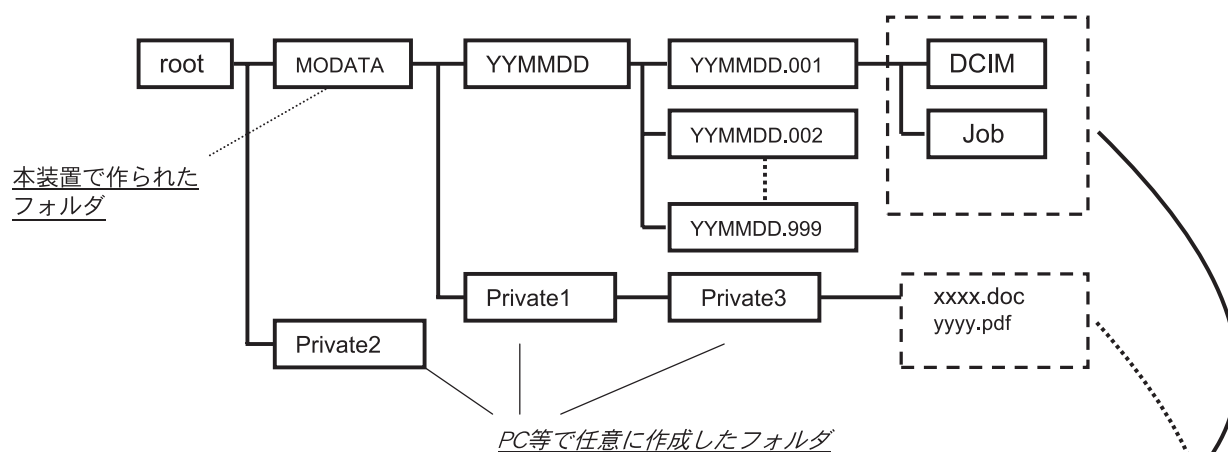 root
MODATA
YYMMDD
YYMMDD.001
DCIM
YYMMDD.002
Job
本装置で作られた
フォルダ
YYMMDD.999
Private1
Private3
xxxx.doc
yyyy.pdf
Private2
PC等で任意に作成したフォルダ